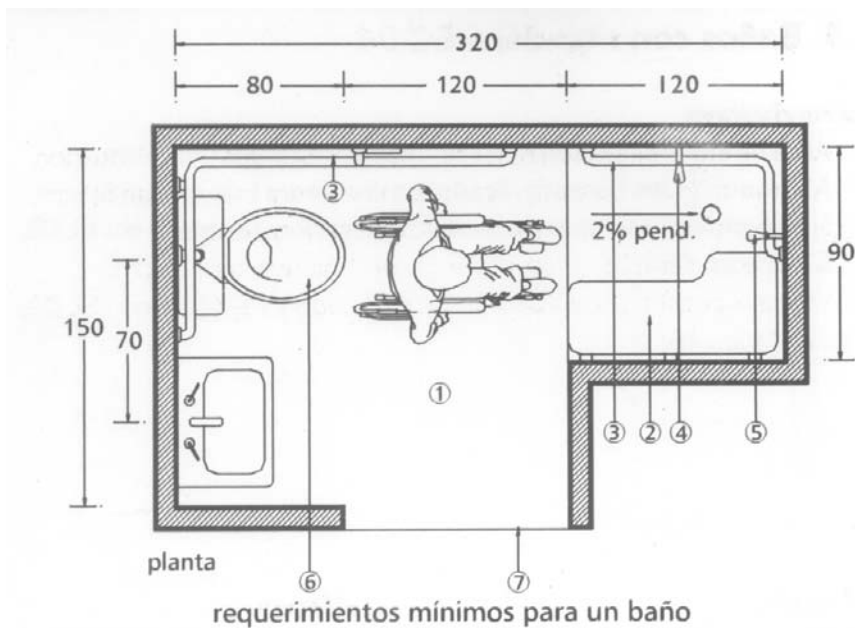 320
80 120 120
③
2% pend.
90
150
70
①
③ ② ④ ⑤
planta
⑥ ⑦
requerimientos mínimos para un baño